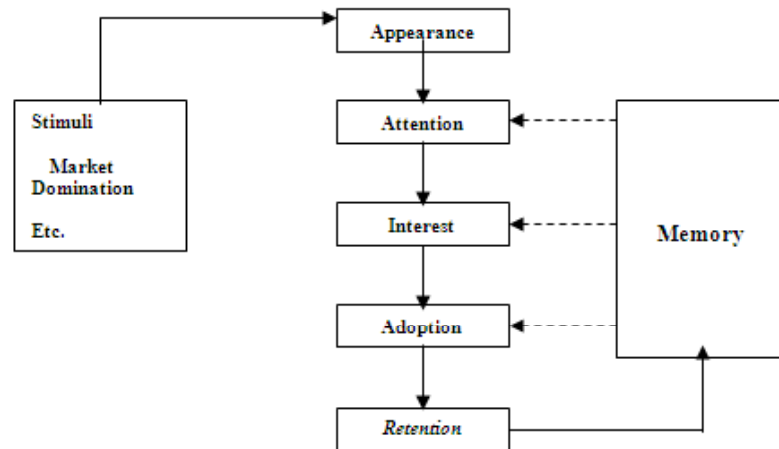 Appearance
Stimuli
Market
Domination
Etc.
Attention
Interest
Memory
Adoption
Retention